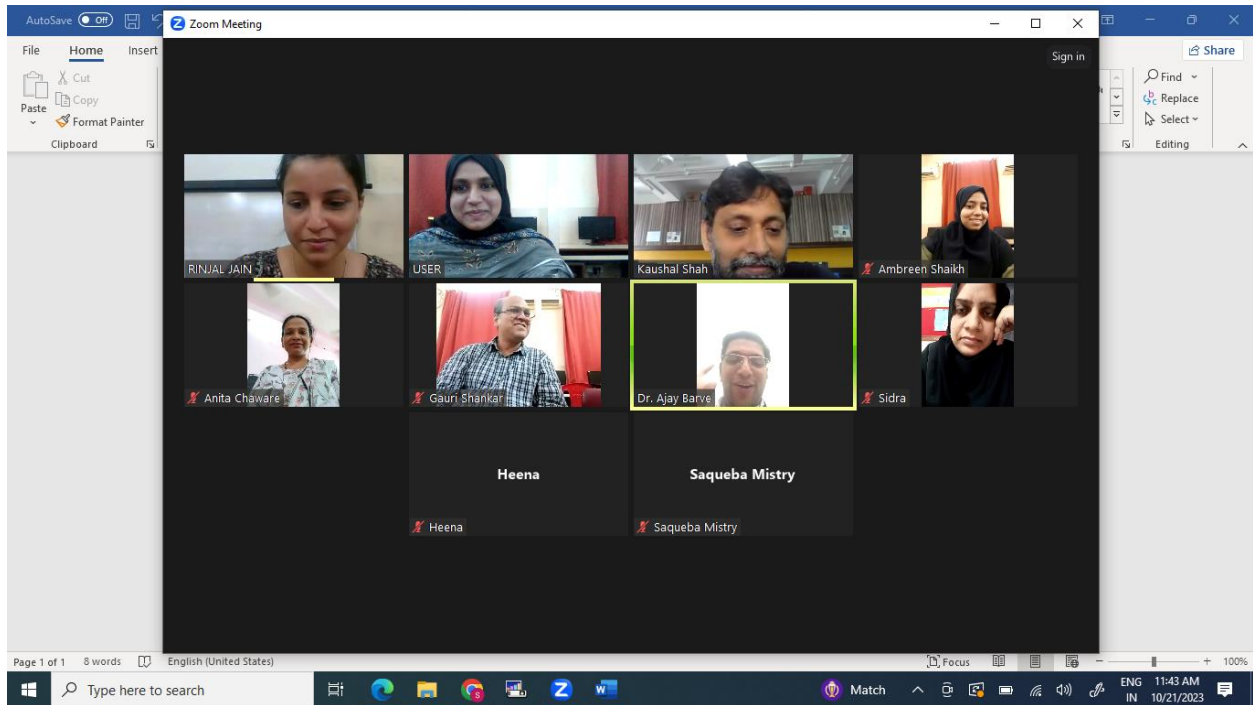 AutoSave Off
Zoom Meeting
File Home Insert
Share
Sign in
Cut
Copy
Paste
Format Painter
Clipboard
Find
Replace
Select
Editing
RINJAL JAIN
USER
Kaushal Shah
Ambreen Shaikh
Anita Chaware
Gauri Shankar
Dr. Ajay Barve
Sidra
Heena
Saqueba Mistry
Heena
Saqueba Mistry
Page 1 of 1 8 words English (United States)
Focus
100%
Type here to search
Match
ENG 11:43 AM
IN 10/21/2023